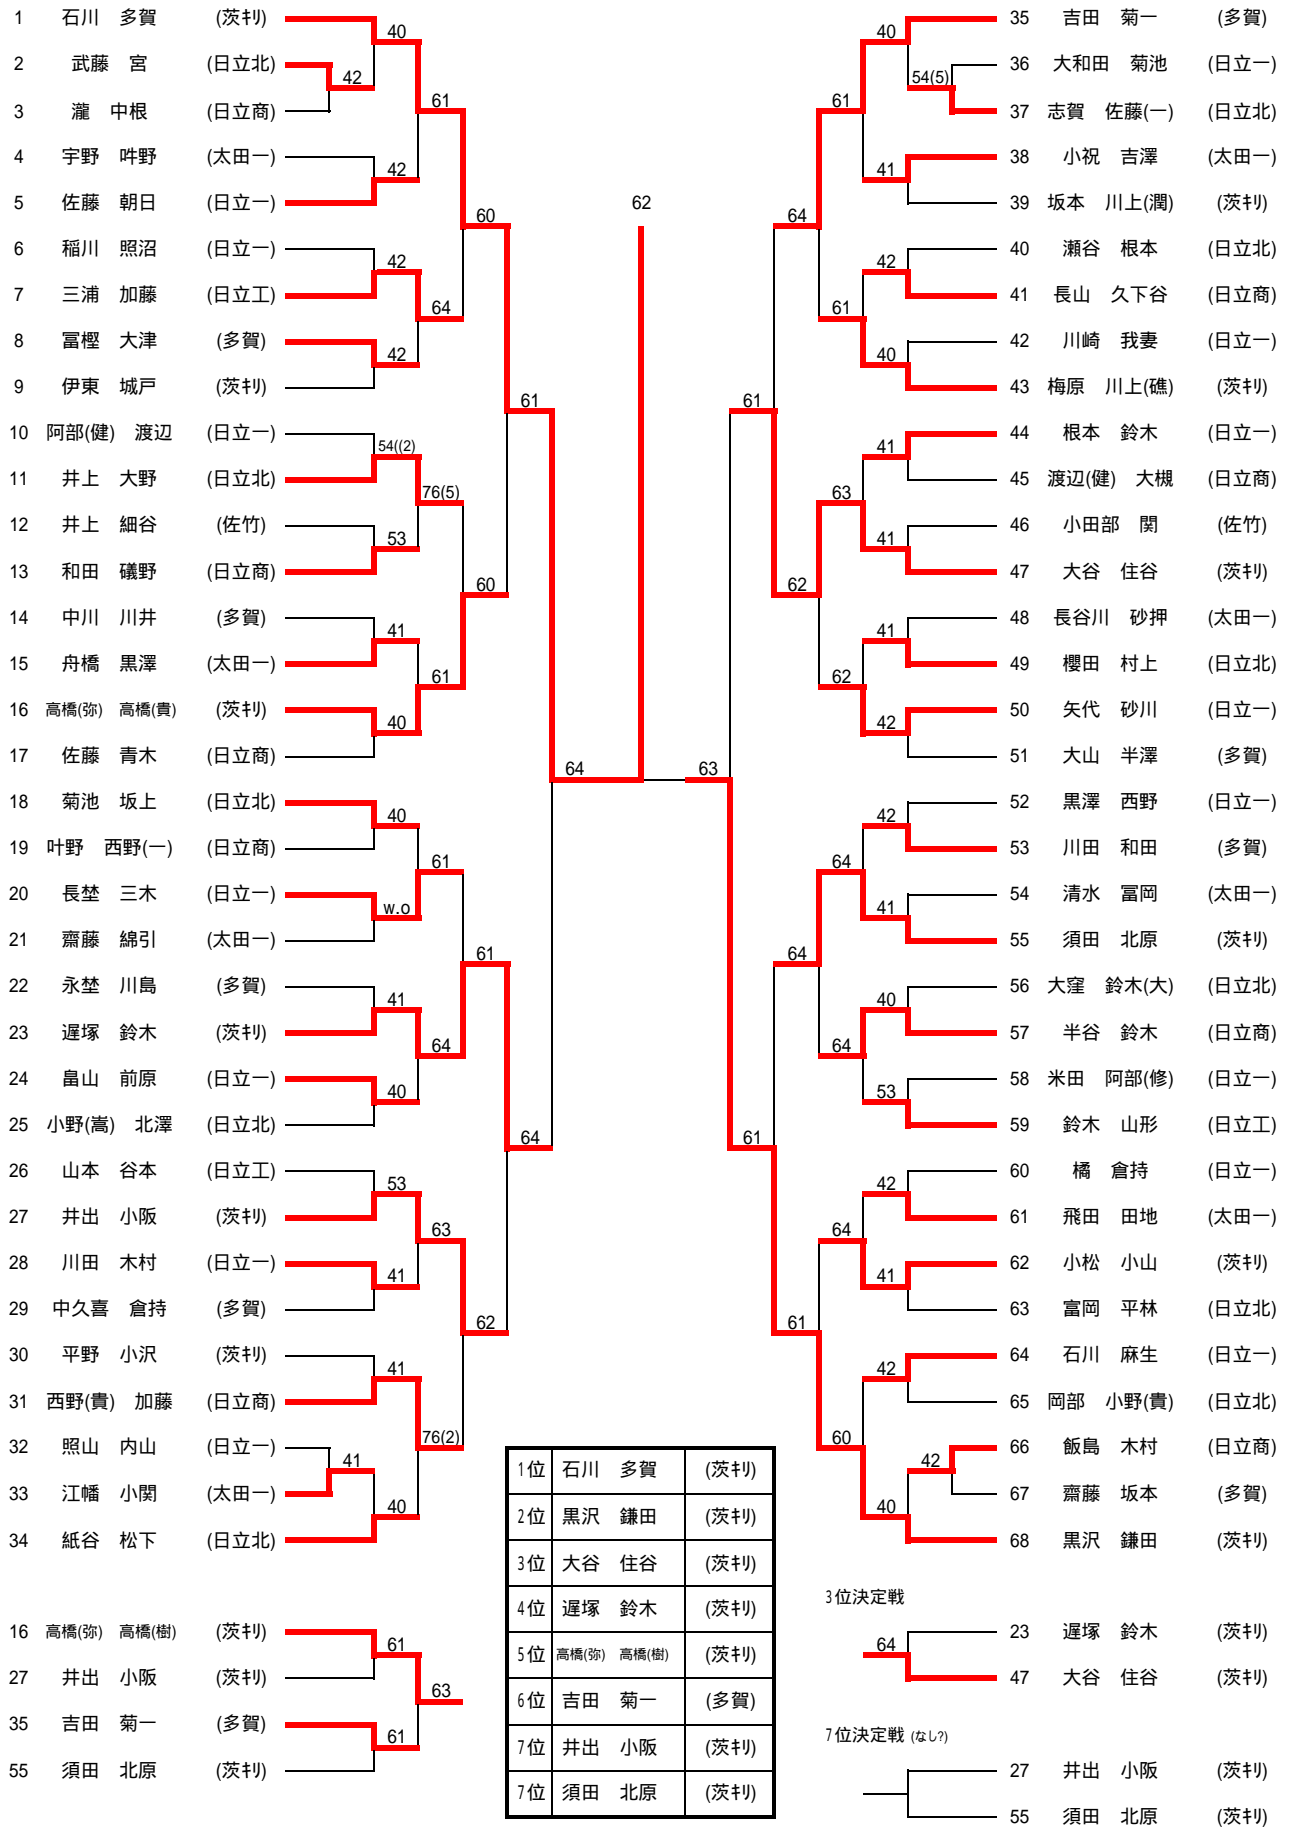 1 石川 多賀 (茨ｷﾘ)
2 武藤 宮 (日立北)
3 瀧 中根 (日立商)
4 宇野 吽野 (太田一)
5 佐藤 朝日 (日立一)
6 稲川 照沼 (日立一)
7 三浦 加藤 (日立工)
8 冨樫 大津 (多賀)
9 伊東 城戸 (茨ｷﾘ)
10 阿部(健) 渡辺 (日立一)
11 井上 大野 (日立北)
12 井上 細谷 (佐竹)
13 和田 礒野 (日立商)
14 中川 川井 (多賀)
15 舟橋 黒澤 (太田一)
16 高橋(弥) 高橋(貴) (茨ｷﾘ)
17 佐藤 青木 (日立商)
18 菊池 坂上 (日立北)
19 叶野 西野(一) (日立商)
20 長埜 三木 (日立一)
21 齋藤 綿引 (太田一)
22 永埜 川島 (多賀)
23 遅塚 鈴木 (茨ｷﾘ)
24 畠山 前原 (日立一)
25 小野(嵩) 北澤 (日立北)
26 山本 谷本 (日立工)
27 井出 小阪 (茨ｷﾘ)
28 川田 木村 (日立一)
29 中久喜 倉持 (多賀)
30 平野 小沢 (茨ｷﾘ)
31 西野(貴) 加藤 (日立商)
32 照山 内山 (日立一)
33 江幡 小関 (太田一)
34 紙谷 松下 (日立北)
42
40
42
42
42
54((2)
53
41
40
40
w.o
41
40
53
41
41
41
40
61
64
76(5)
61
61
64
63
76(2)
60
60
61
62
61
64
64
62
63
61
61
64
62
64
61
61
61
63
62
64
64
64
60
40
41
42
40
41
41
41
42
42
41
40
53
42
41
42
40
54(5)
42
35 吉田 菊一 (多賀)
36 大和田 菊池 (日立一)
37 志賀 佐藤(一) (日立北)
38 小祝 吉澤 (太田一)
39 坂本 川上(潤) (茨ｷﾘ)
40 瀬谷 根本 (日立北)
41 長山 久下谷 (日立商)
42 川崎 我妻 (日立一)
43 梅原 川上(礁) (茨ｷﾘ)
44 根本 鈴木 (日立一)
45 渡辺(健) 大槻 (日立商)
46 小田部 関 (佐竹)
47 大谷 住谷 (茨ｷﾘ)
48 長谷川 砂押 (太田一)
49 櫻田 村上 (日立北)
50 矢代 砂川 (日立一)
51 大山 半澤 (多賀)
52 黒澤 西野 (日立一)
53 川田 和田 (多賀)
54 清水 冨岡 (太田一)
55 須田 北原 (茨ｷﾘ)
56 大窪 鈴木(大) (日立北)
57 半谷 鈴木 (日立商)
58 米田 阿部(修) (日立一)
59 鈴木 山形 (日立工)
60 橘 倉持 (日立一)
61 飛田 田地 (太田一)
62 小松 小山 (茨ｷﾘ)
63 富岡 平林 (日立北)
64 石川 麻生 (日立一)
65 岡部 小野(貴) (日立北)
66 飯島 木村 (日立商)
67 齋藤 坂本 (多賀)
68 黒沢 鎌田 (茨ｷﾘ)
1位 石川 多賀 (茨ｷﾘ)
2位 黒沢 鎌田 (茨ｷﾘ)
3位 大谷 住谷 (茨ｷﾘ)
4位 遅塚 鈴木 (茨ｷﾘ)
5位 高橋(弥) 高橋(樹) (茨ｷﾘ)
6位 吉田 菊一 (多賀)
7位 井出 小阪 (茨ｷﾘ)
7位 須田 北原 (茨ｷﾘ)
16 高橋(弥) 高橋(樹) (茨ｷﾘ)
27 井出 小阪 (茨ｷﾘ)
35 吉田 菊一 (多賀)
55 須田 北原 (茨ｷﾘ)
61
61
63
3位決定戦
64
23 遅塚 鈴木 (茨ｷﾘ)
47 大谷 住谷 (茨ｷﾘ)
7位決定戦 (なし?)
27 井出 小阪 (茨ｷﾘ)
55 須田 北原 (茨ｷﾘ)